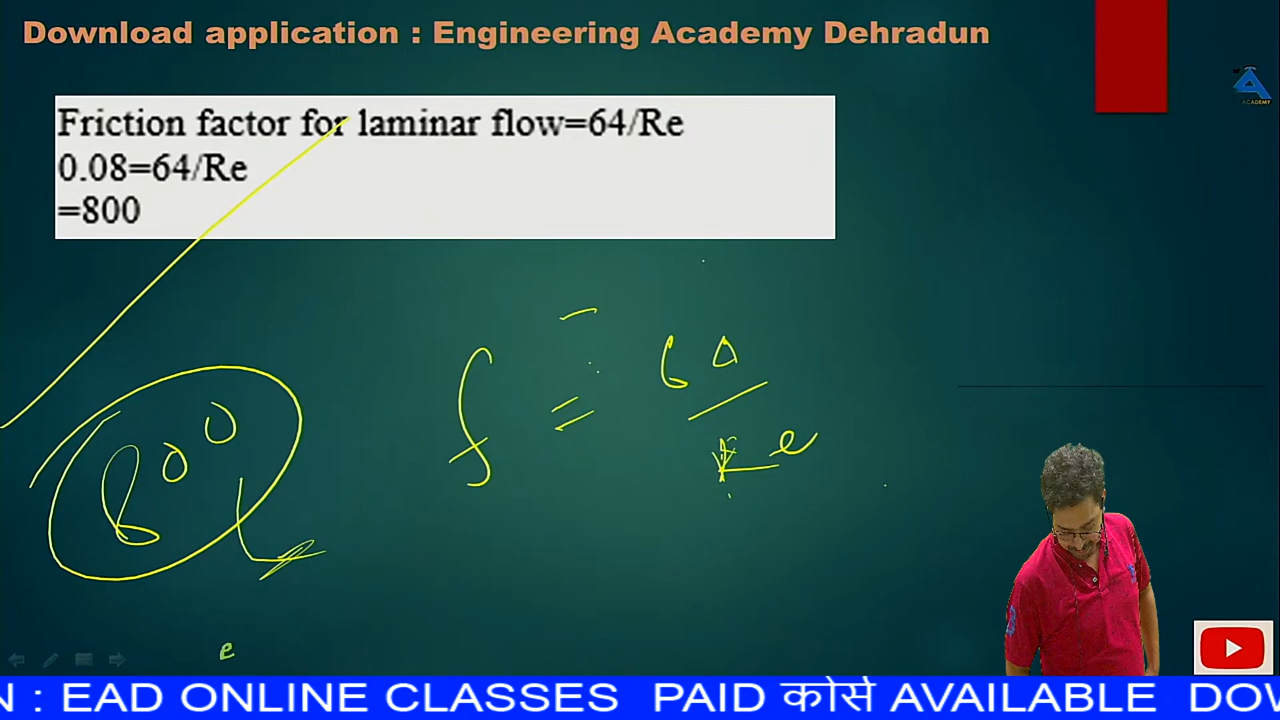 Download application : Engineering Academy Dehradun
Friction factor for laminar flow=64/Re
0.08=64/Re
=800
f = 64
Re
800
e
ACADEMY
N : EAD ONLINE CLASSES PAID कोर्स AVAILABLE DOW